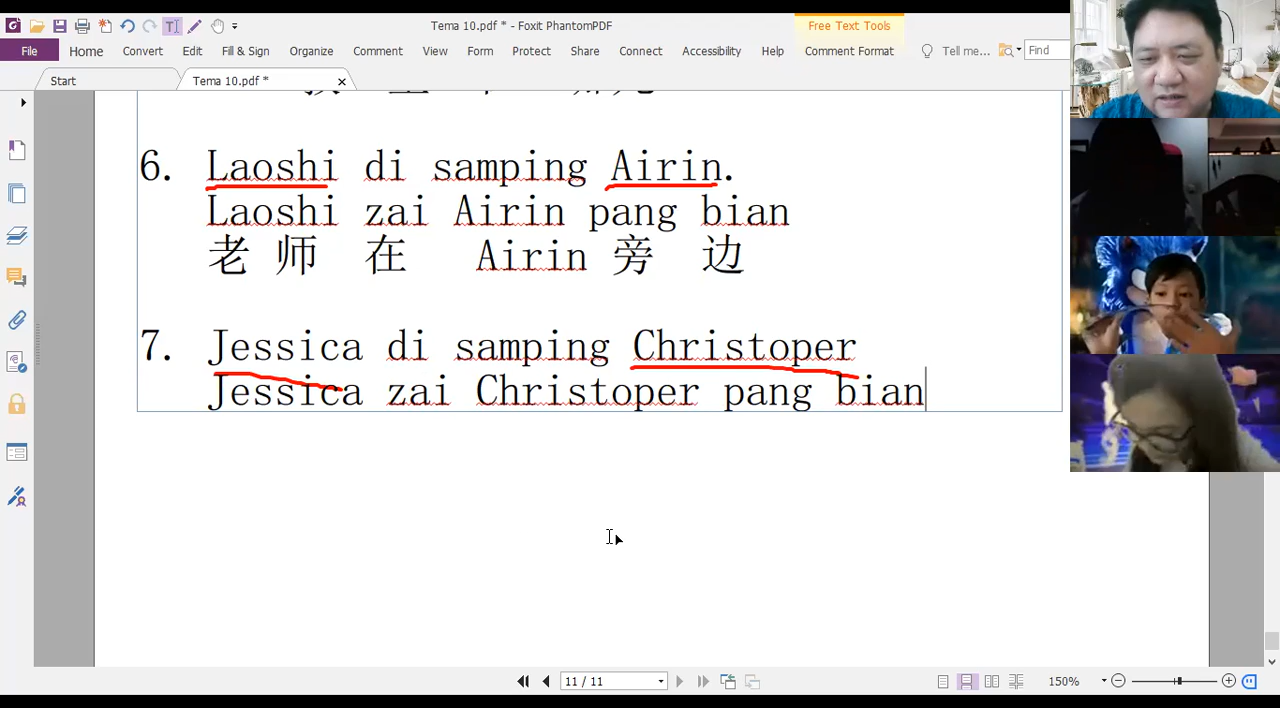 Tema 10.pdf * - Foxit PhantomPDF
Free Text Tools
File Home Convert Edit Fill & Sign Organize Comment View Form Protect Share Connect Accessibility Help Comment Format Tell me... Find
Start Tema 10.pdf *
6. Laoshi di samping Airin.
Laoshi zai Airin pang bian
老 师 在 Airin 旁 边
7. Jessica di samping Christoper
Jessica zai Christoper pang bian
11 / 11 150%